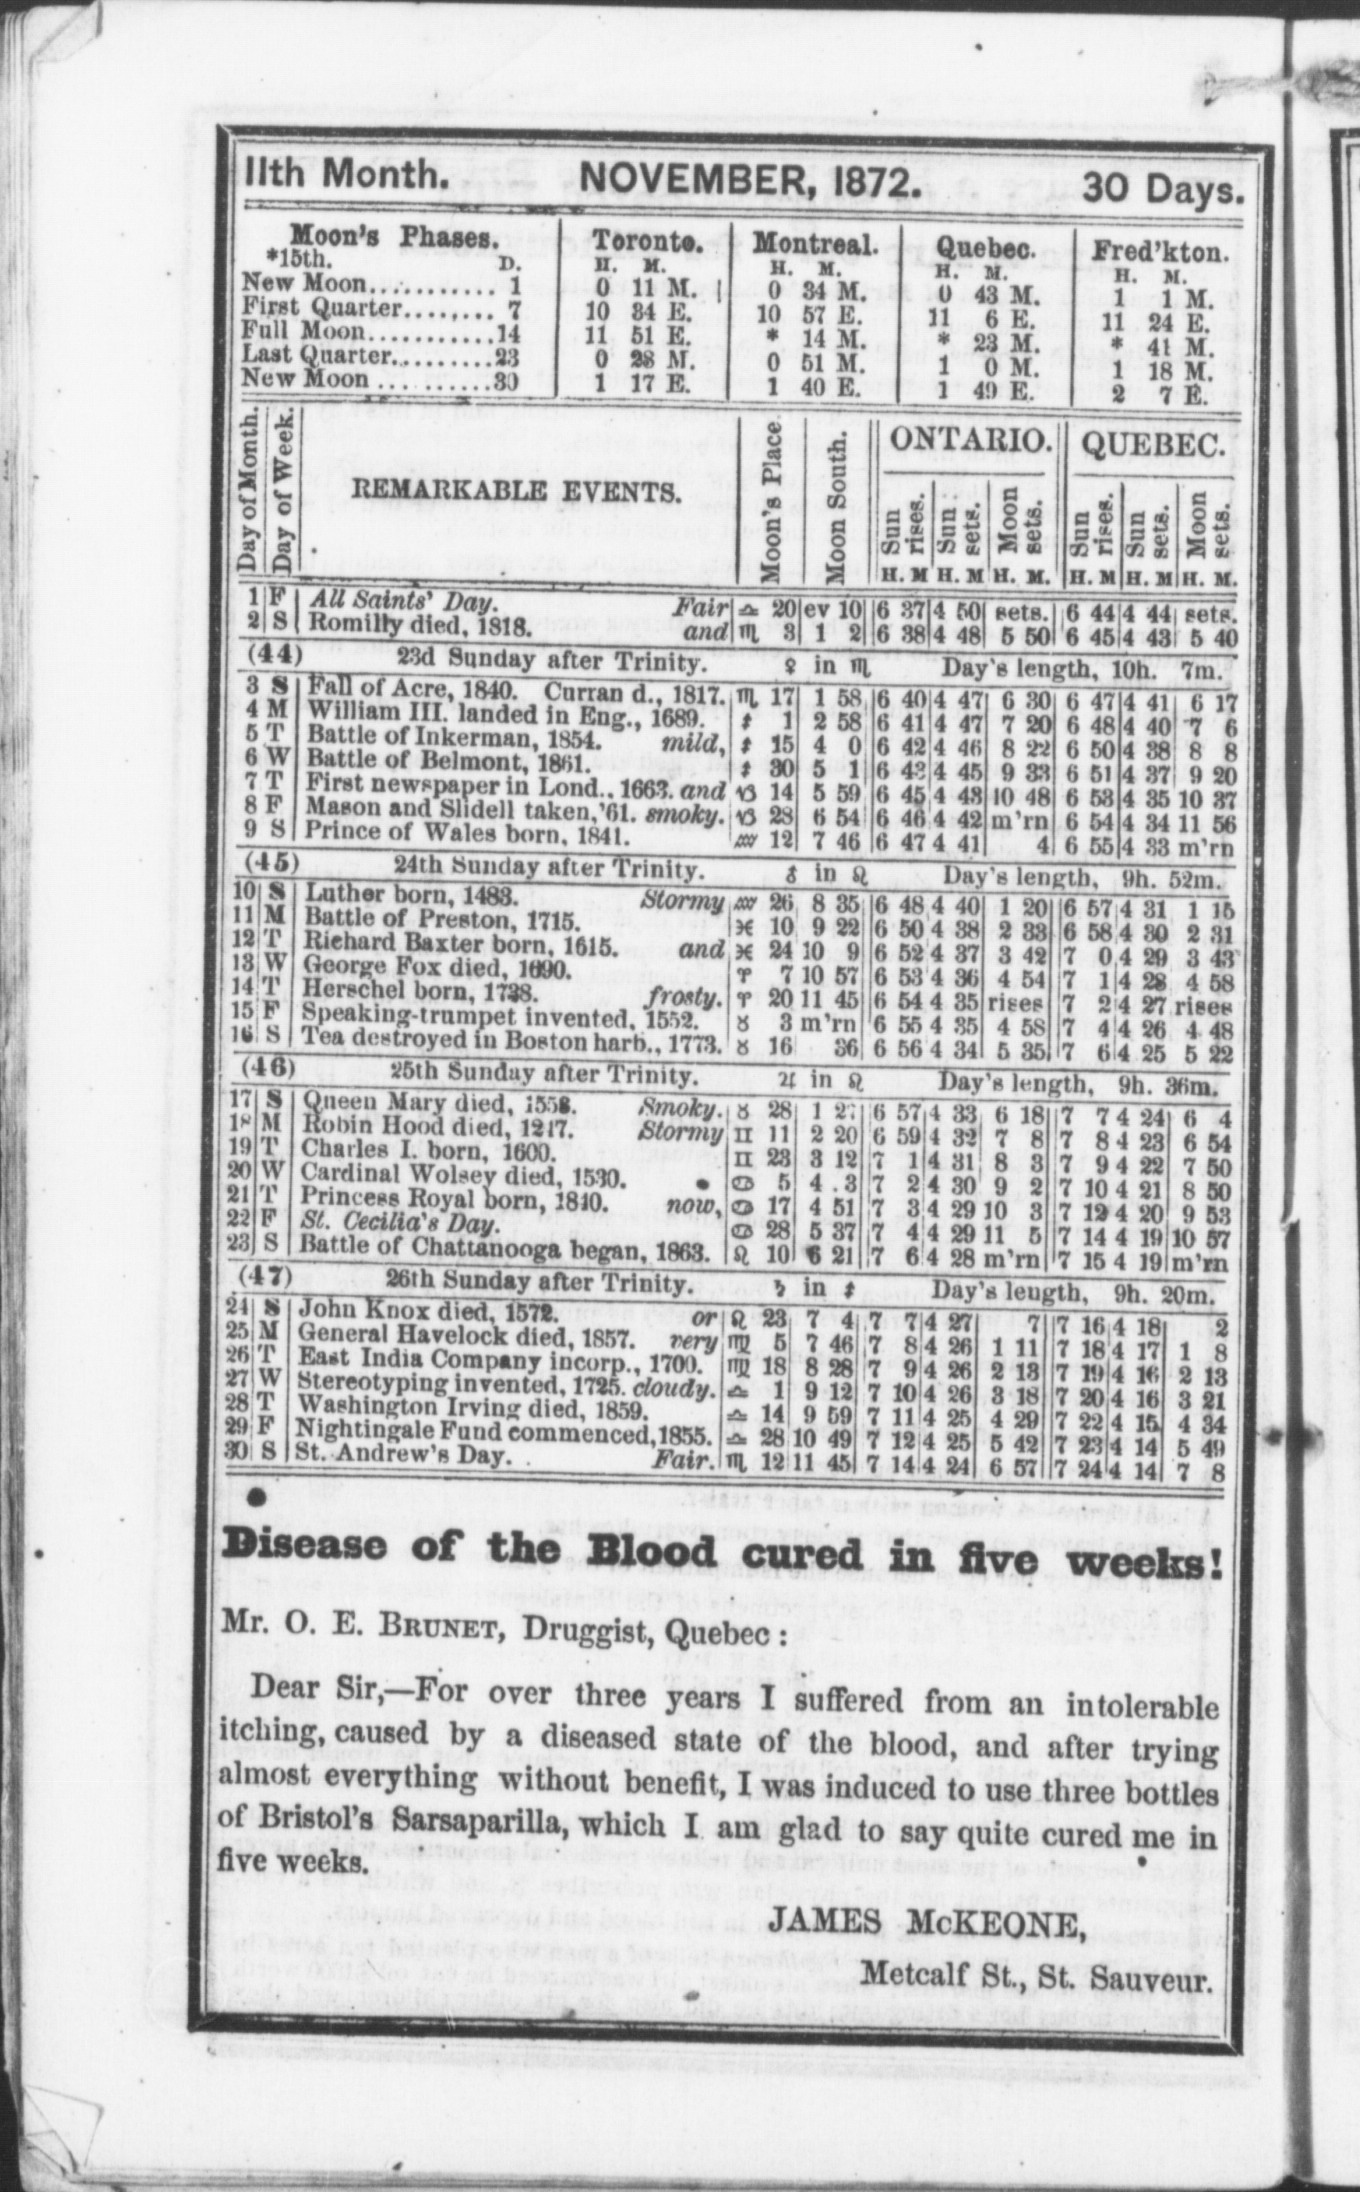 11th Month. NOVEMBER, 1872. 30 Days.
Moon's Phases. Toronto. Montreal. Quebec. Fred'kton.
*15th. D. H. M. H. M. H. M. H. M.
New Moon............ 1 0 11 M. 0 34 M. 0 43 M. 1 1 M.
First Quarter........ 7 10 34 E. 10 57 E. 11 6 E. 11 24 E.
Full Moon............14 11 51 E. * 14 M. * 23 M. * 41 M.
Last Quarter..........23 0 28 M. 0 51 M. 1 0 M. 1 18 M.
New Moon ..........30 1 17 E. 1 40 E. 1 49 E. 2 7 E.
Day of Month. Day of Week. REMARKABLE EVENTS. Moon's Place. Moon South. ONTARIO. QUEBEC.
Sun rises. Sun sets. Moon sets. Sun rises. Sun sets. Moon sets.
H. M H. M H. M. H. M H. M H. M.
1 F All Saints' Day. Fair ♎ 20 ev 10 6 37 4 50 sets. 6 44 4 44 sets.
2 S Romilly died, 1818. and ♏ 3 1 2 6 38 4 48 5 50 6 45 4 43 5 40
(44) 23d Sunday after Trinity. ♀ in ♏ Day's length, 10h. 7m.
3 S Fall of Acre, 1840. Curran d., 1817. ♏ 17 1 58 6 40 4 47 6 30 6 47 4 41 6 17
4 M William III. landed in Eng., 1689. ♐ 1 2 58 6 41 4 47 7 20 6 48 4 40 7 6
5 T Battle of Inkerman, 1854. mild, ♐ 15 4 0 6 42 4 46 8 22 6 50 4 38 8 8
6 W Battle of Belmont, 1861. ♐ 30 5 1 6 43 4 45 9 33 6 51 4 37 9 20
7 T First newspaper in Lond., 1663. and ♑ 14 5 59 6 45 4 43 10 48 6 53 4 35 10 37
8 F Mason and Slidell taken,'61. smoky. ♑ 28 6 54 6 46 4 42 m'rn 6 54 4 34 11 56
9 S Prince of Wales born, 1841. ♒ 12 7 46 6 47 4 41 4 6 55 4 33 m'rn
(45) 24th Sunday after Trinity. ♂ in ♌ Day's length, 9h. 52m.
10 S Luther born, 1483. Stormy ♒ 26 8 35 6 48 4 40 1 20 6 57 4 31 1 15
11 M Battle of Preston, 1715. ♓ 10 9 22 6 50 4 38 2 33 6 58 4 30 2 31
12 T Richard Baxter born, 1615. and ♓ 24 10 9 6 52 4 37 3 42 7 0 4 29 3 43
13 W George Fox died, 1690. ♈ 7 10 57 6 53 4 36 4 54 7 1 4 28 4 58
14 T Herschel born, 1738. frosty. ♈ 20 11 45 6 54 4 35 rises 7 2 4 27 rises
15 F Speaking-trumpet invented, 1552. ♉ 3 m'rn 6 55 4 35 4 58 7 4 4 26 4 48
16 S Tea destroyed in Boston harb., 1773. ♉ 16 36 6 56 4 34 5 35 7 6 4 25 5 22
(46) 25th Sunday after Trinity. ♃ in ♌ Day's length, 9h. 36m.
17 S Queen Mary died, 1558. Smoky. ♉ 28 1 6 57 4 33 6 18 7 7 4 24 6 4
18 M Robin Hood died, 1247. Stormy ♊ 11 2 20 6 59 4 32 7 8 7 8 4 23 6 54
19 T Charles I. born, 1600. ♊ 23 3 12 7 1 4 31 8 3 7 9 4 22 7 50
20 W Cardinal Wolsey died, 1530. ♋ 5 4 3 7 2 4 30 9 2 7 10 4 21 8 50
21 T Princess Royal born, 1840. now, ♋ 17 4 51 7 3 4 29 10 3 7 12 4 20 9 53
22 F St. Cecilia's Day. ♋ 28 5 37 7 4 4 29 11 5 7 14 4 19 10 57
23 S Battle of Chattanooga began, 1863. ♌ 10 6 21 7 6 4 28 m'rn 7 15 4 19 m'rn
(47) 26th Sunday after Trinity. ♄ in ♐ Day's length, 9h. 20m.
24 S John Knox died, 1572. or ♌ 23 7 4 7 7 4 27 7 7 16 4 18 2
25 M General Havelock died, 1857. very ♍ 5 7 46 7 8 4 26 1 11 7 18 4 17 1 8
26 T East India Company incorp., 1700. ♍ 18 8 28 7 9 4 26 2 13 7 19 4 16 2 13
27 W Stereotyping invented, 1725. cloudy. ♎ 1 9 12 7 10 4 26 3 18 7 20 4 16 3 21
28 T Washington Irving died, 1859. ♎ 14 9 59 7 11 4 25 4 29 7 22 4 15 4 34
29 F Nightingale Fund commenced, 1855. ♎ 28 10 49 7 12 4 25 5 42 7 23 4 14 5 49
30 S St. Andrew's Day. Fair. ♏ 12 11 45 7 14 4 24 6 57 7 24 4 14 7 8
Disease of the Blood cured in five weeks!
Mr. O. E. BRUNET, Druggist, Quebec:
Dear Sir,—For over three years I suffered from an intolerable
itching, caused by a diseased state of the blood, and after trying
almost everything without benefit, I was induced to use three bottles
of Bristol's Sarsaparilla, which I am glad to say quite cured me in
five weeks.
JAMES McKEONE,
Metcalf St., St. Sauveur.